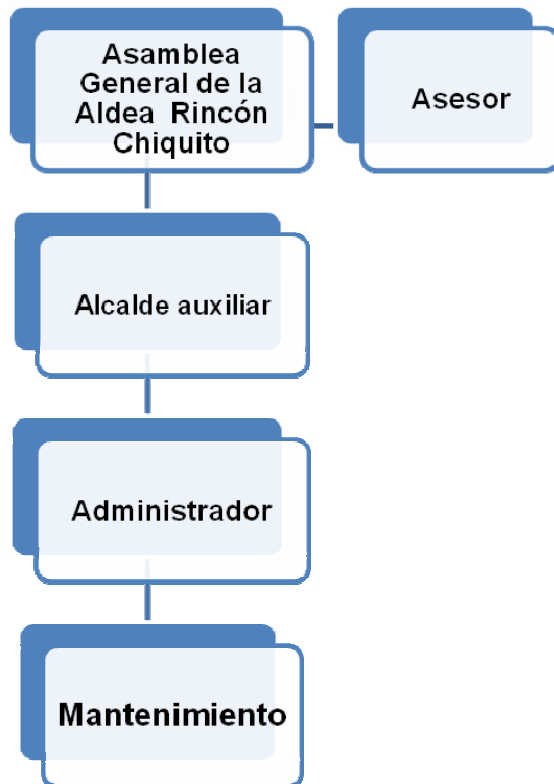 Asamblea
General de la
Aldea Rincón
Chiquito
Asesor
Alcalde auxiliar
Administrador
Mantenimiento